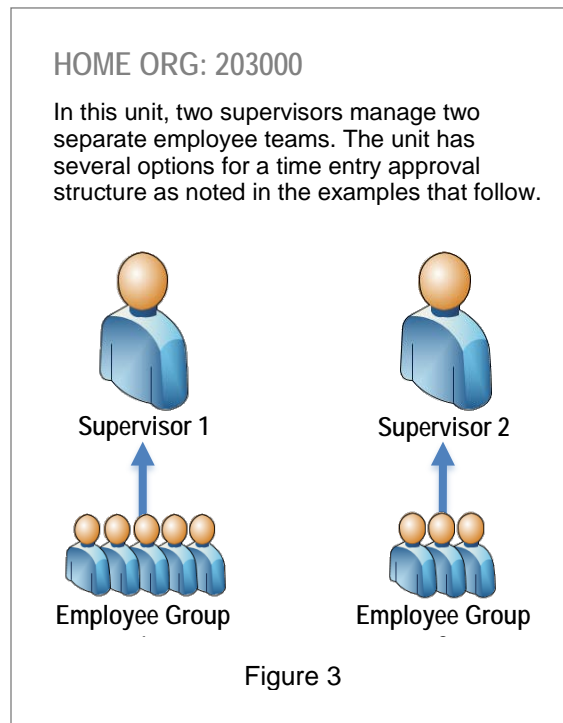 HOME ORG: 203000
In this unit, two supervisors manage two
separate employee teams. The unit has
several options for a time entry approval
structure as noted in the examples that follow.
Supervisor 1
Supervisor 2
Employee Group
Employee Group
Figure 3